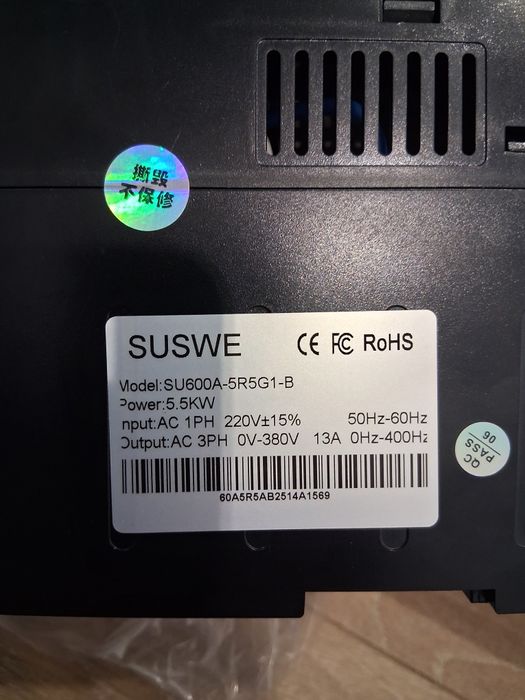 撕毁
不保修
SUSWE CE FC RoHS
Model:SU600A-5R5G1-B
Power:5.5KW
Input:AC 1PH 220V±15% 50Hz-60Hz
Output:AC 3PH 0V-380V 13A 0Hz-400Hz
60A5R5AB2514A1569
QC
PASS
06